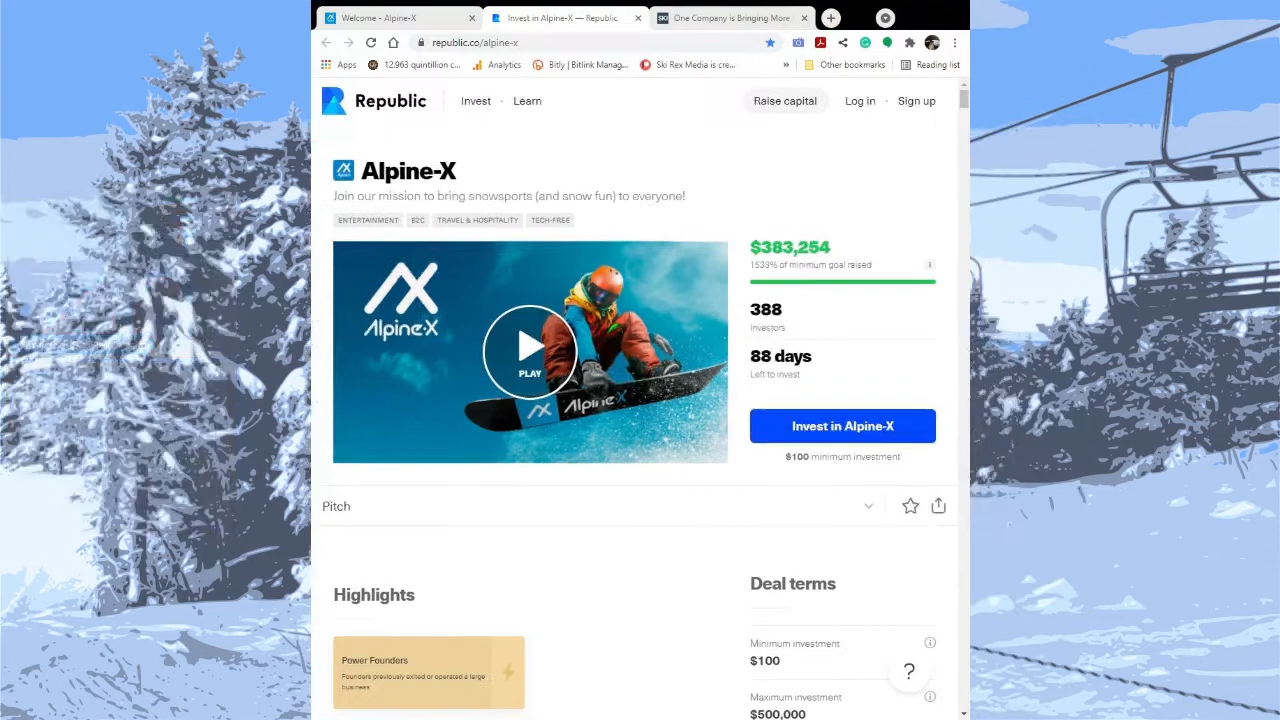 Welcome - Alpine-X
Invest in Alpine-X — Republic
SKI One Company is Bringing More
republic.co/alpine-x
Apps
12.963 quintillion c...
Analytics
Bitly | Bitlink Manag...
Ski Rex Media is cre...
»
Other bookmarks
Reading list
Republic
Invest · Learn
Raise capital
Log in · Sign up
Alpine-X
Join our mission to bring snowsports (and snow fun) to everyone!
ENTERTAINMENT
B2C
TRAVEL & HOSPITALITY
TECH-FREE
Alpine-X
PLAY
Alpine-X
$383,254
1533% of minimum goal raised
388
Investors
88 days
Left to invest
Invest in Alpine-X
$100 minimum investment
Pitch
Highlights
Power Founders
Founders previously exited or operated a large
business
Deal terms
Minimum investment
$100
Maximum investment
$500,000
?